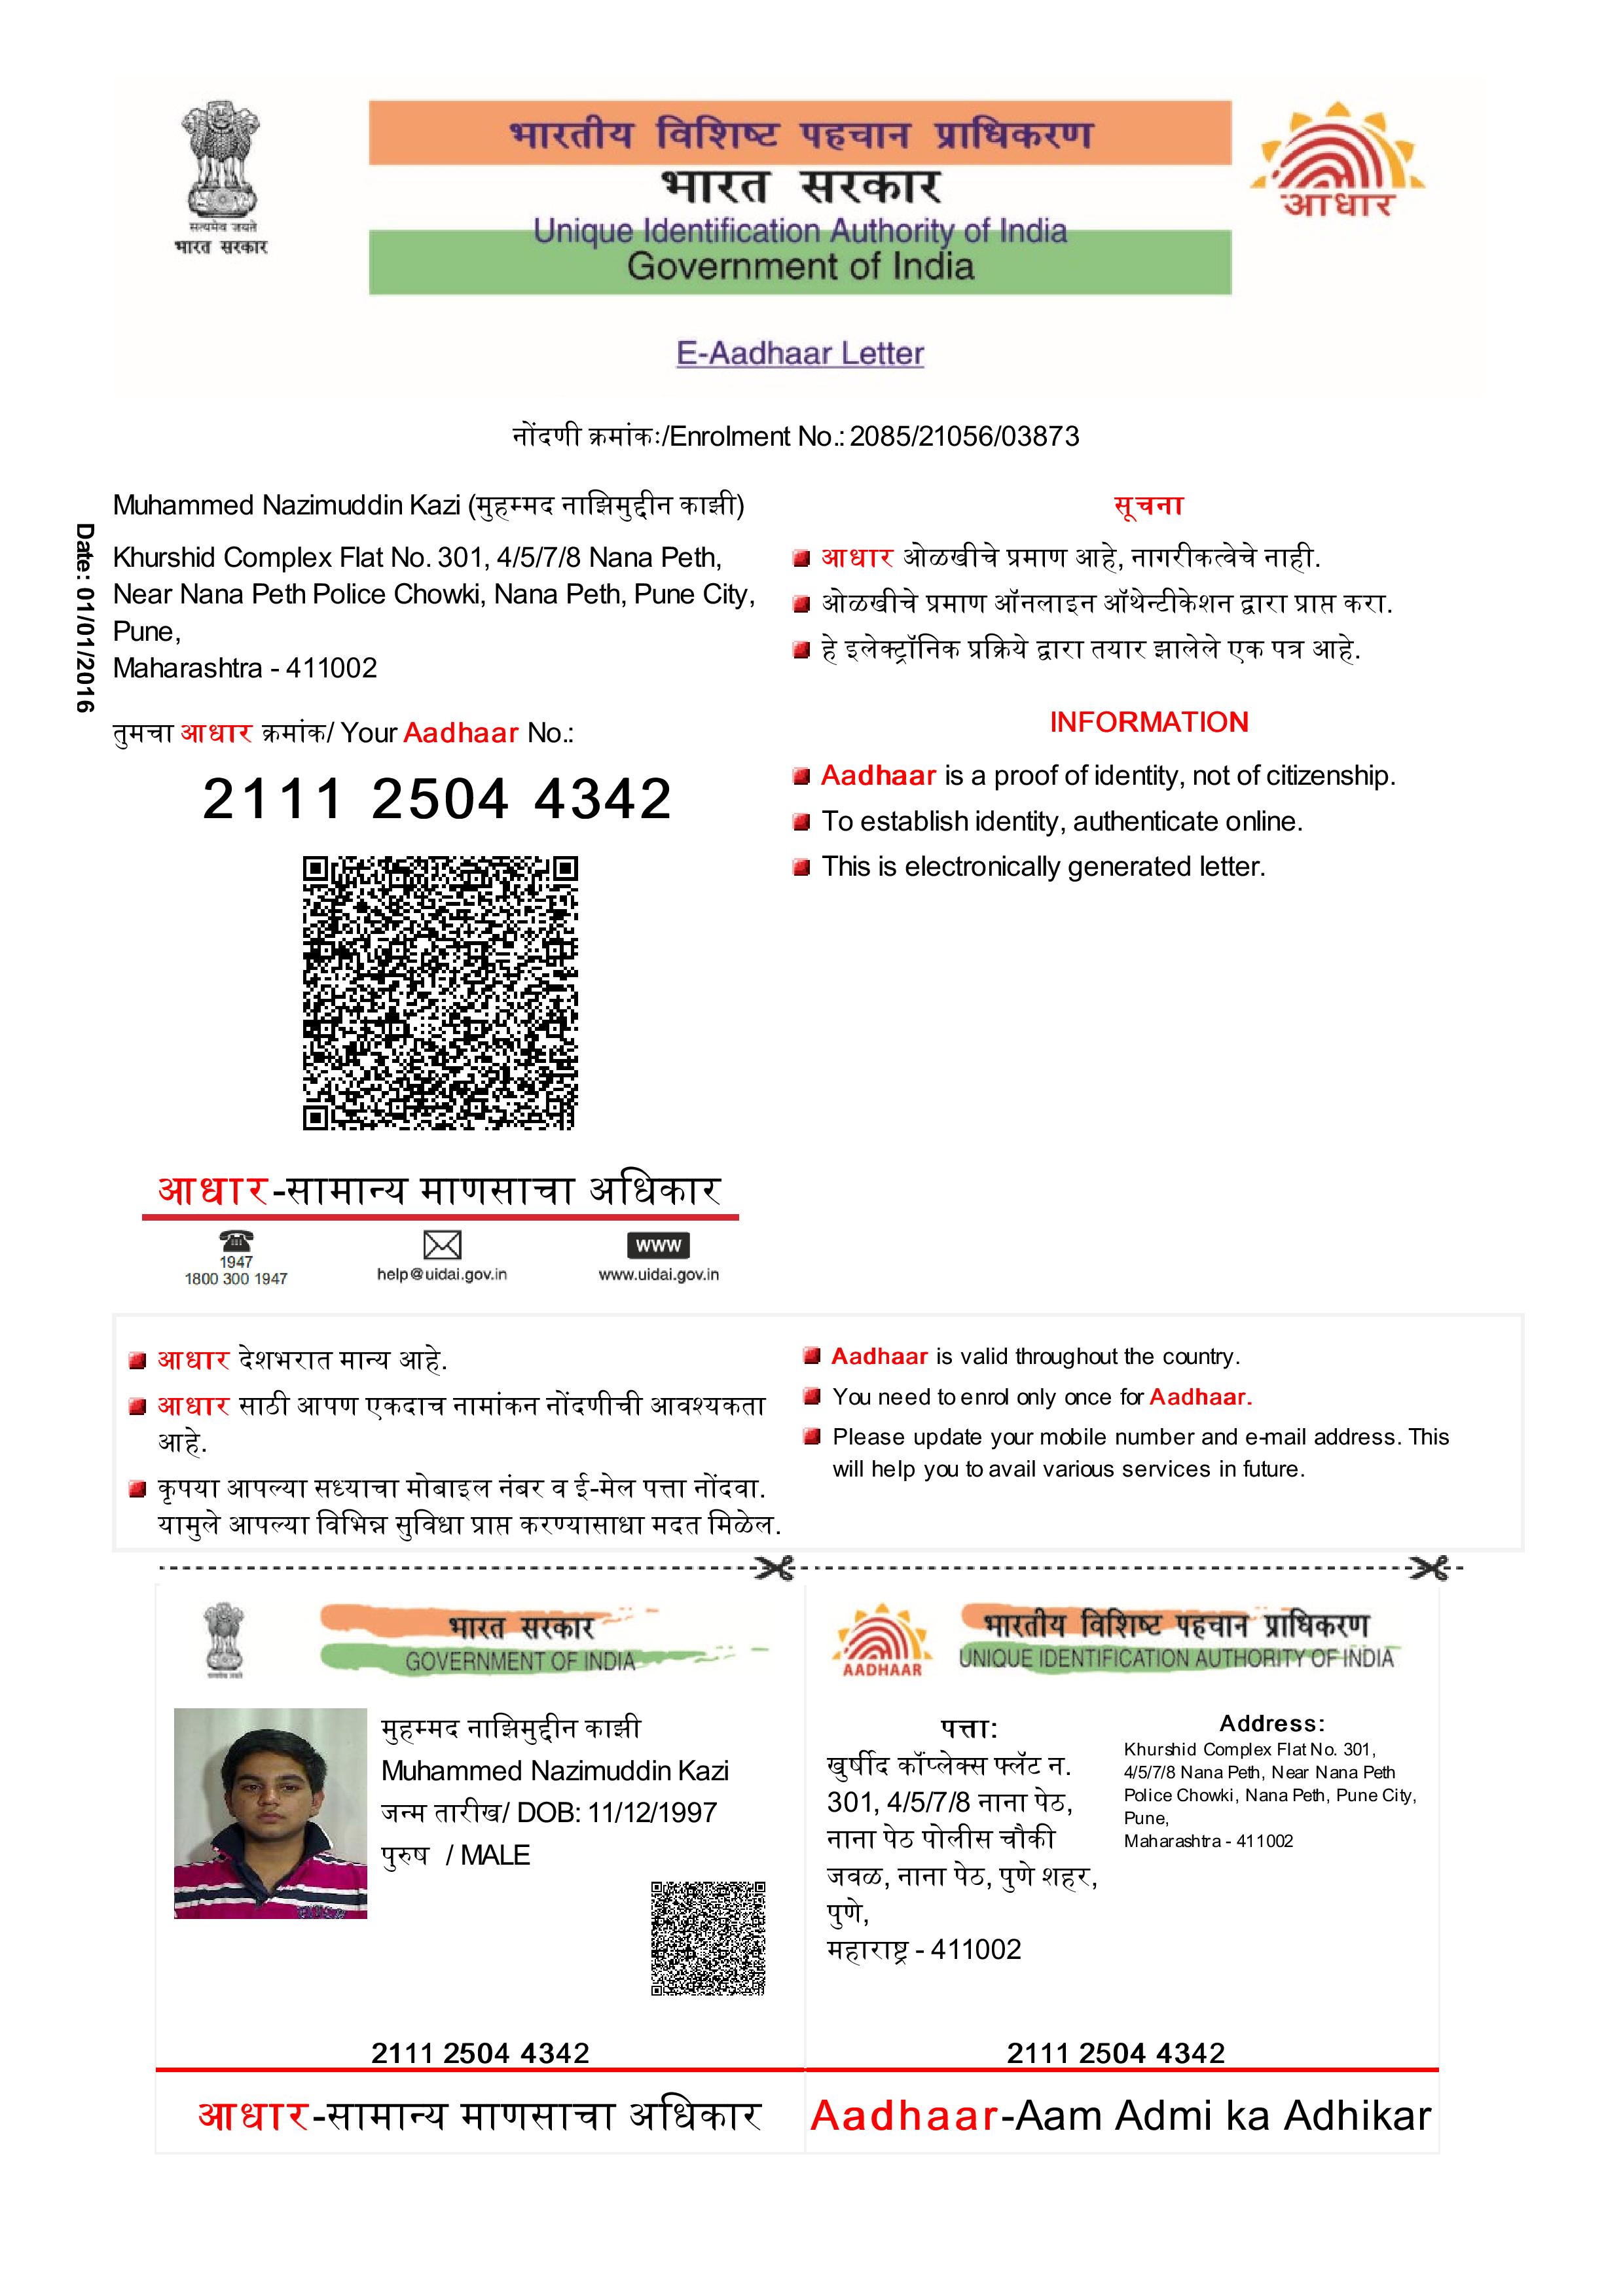 सत्यमेव जयते
भारत सरकार
भारतीय विशिष्ट पहचान प्राधिकरण
भारत सरकार
Unique Identification Authority of India
Government of India
आधार
E-Aadhaar Letter
नोंदणी क्रमांकः/Enrolment No.: 2085/21056/03873
Date: 01/01/2016
Muhammed Nazimuddin Kazi (मुहम्मद नाझिमुद्दीन काझी)
Khurshid Complex Flat No. 301, 4/5/7/8 Nana Peth,
Near Nana Peth Police Chowki, Nana Peth, Pune City,
Pune,
Maharashtra - 411002
तुमचा आधार क्रमांक/ Your Aadhaar No.:
2111 2504 4342
सूचना
आधार ओळखीचे प्रमाण आहे, नागरीकत्वेचे नाही.
ओळखीचे प्रमाण ऑनलाइन ऑथेन्टीकेशन द्वारा प्राप्त करा.
हे इलेक्ट्रॉनिक प्रक्रिये द्वारा तयार झालेले एक पत्र आहे.
INFORMATION
Aadhaar is a proof of identity, not of citizenship.
To establish identity, authenticate online.
This is electronically generated letter.
आधार-सामान्य माणसाचा अधिकार
1947
1800 300 1947
help@uidai.gov.in
www
www.uidai.gov.in
आधार देशभरात मान्य आहे.
आधार साठी आपण एकदाच नामांकन नोंदणीची आवश्यकता
आहे.
कृपया आपल्या सध्याचा मोबाइल नंबर व ई-मेल पत्ता नोंदवा.
यामुले आपल्या विभिन्न सुविधा प्राप्त करण्यासाधा मदत मिळेल.
Aadhaar is valid throughout the country.
You need to enrol only once for Aadhaar.
Please update your mobile number and e-mail address. This
will help you to avail various services in future.
भारत सरकार
GOVERNMENT OF INDIA
मुहम्मद नाझिमुद्दीन काझी
Muhammed Nazimuddin Kazi
जन्म तारीख/ DOB: 11/12/1997
पुरुष / MALE
2111 2504 4342
आधार-सामान्य माणसाचा अधिकार
AADHAAR
भारतीय विशिष्ट पहचान प्राधिकरण
UNIQUE IDENTIFICATION AUTHORITY OF INDIA
पत्ता:
खुर्षीद कॉप्लेक्स फ्लॅट न.
301, 4/5/7/8 नाना पेठ,
नाना पेठ पोलीस चौकी
जवळ, नाना पेठ, पुणे शहर,
पुणे,
महाराष्ट्र - 411002
Address:
Khurshid Complex Flat No. 301,
4/5/7/8 Nana Peth, Near Nana Peth
Police Chowki, Nana Peth, Pune City,
Pune,
Maharashtra - 411002
2111 2504 4342
Aadhaar-Aam Admi ka Adhikar